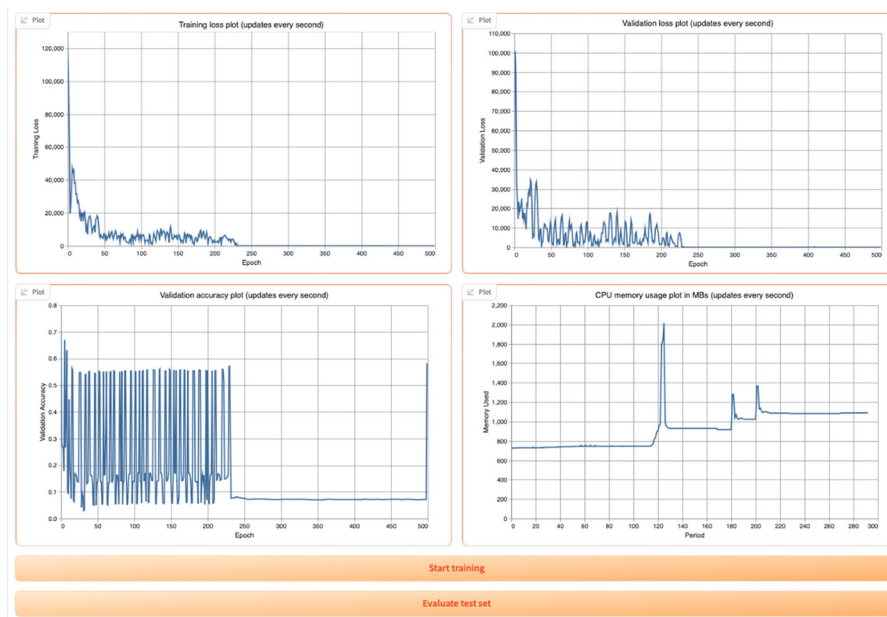 Plot
Training loss plot (updates every second)
120,000
100,000
80,000
60,000
40,000
20,000
0
Training Loss
0 50 100 150 200 250 300 350 400 450 500
Epoch
Plot
Validation loss plot (updates every second)
110,000
100,000
90,000
80,000
70,000
60,000
50,000
40,000
30,000
20,000
10,000
0
Validation Loss
0 50 100 150 200 250 300 350 400 450 500
Epoch
Plot
Validation accuracy plot (updates every second)
0.8
0.7
0.6
0.5
0.4
0.3
0.2
0.1
0.0
Validation Accuracy
0 50 100 150 200 250 300 350 400 450 500
Epoch
Plot
CPU memory usage plot in MBs (updates every second)
2,200
2,000
1,800
1,600
1,400
1,200
1,000
800
600
400
200
0
Memory Used
0 20 40 60 80 100 120 140 160 180 200 220 240 260 280 300
Period
Start training
Evaluate test set